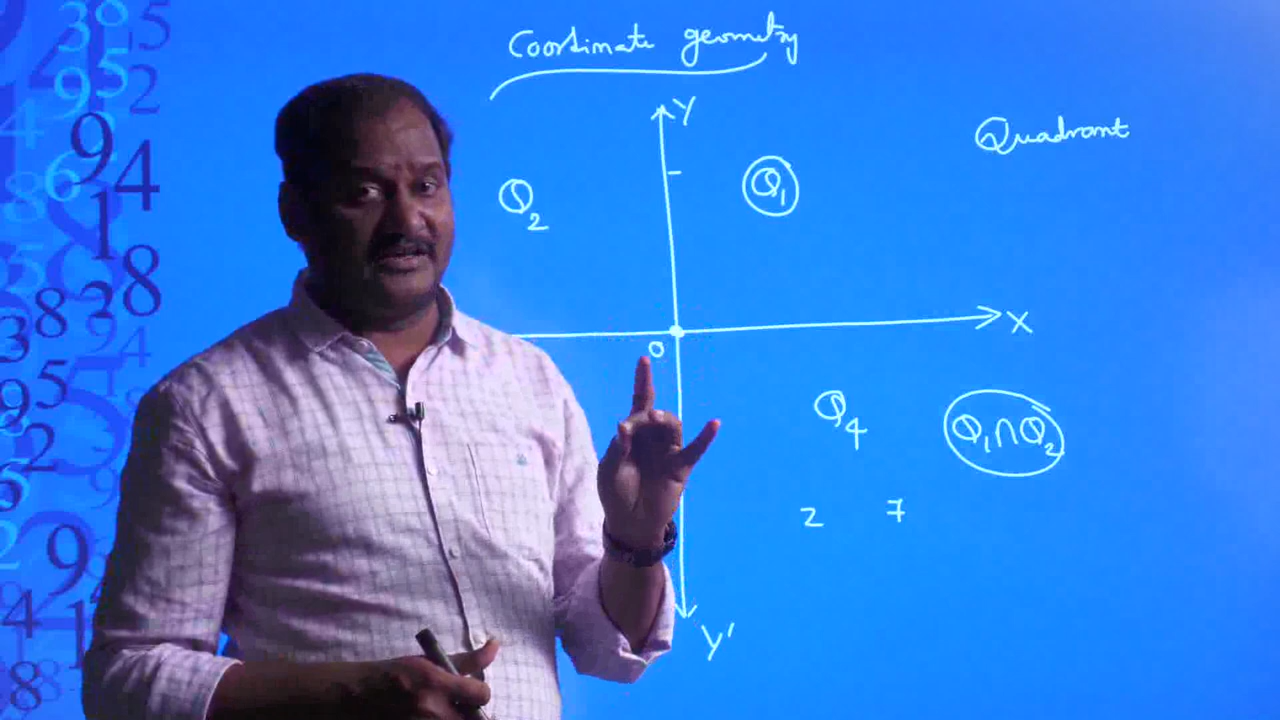 Coordinate geometry
Y
Quadrant
Q1
Q2
O
X
Q4
Q1∩Q2
2 7
Y'